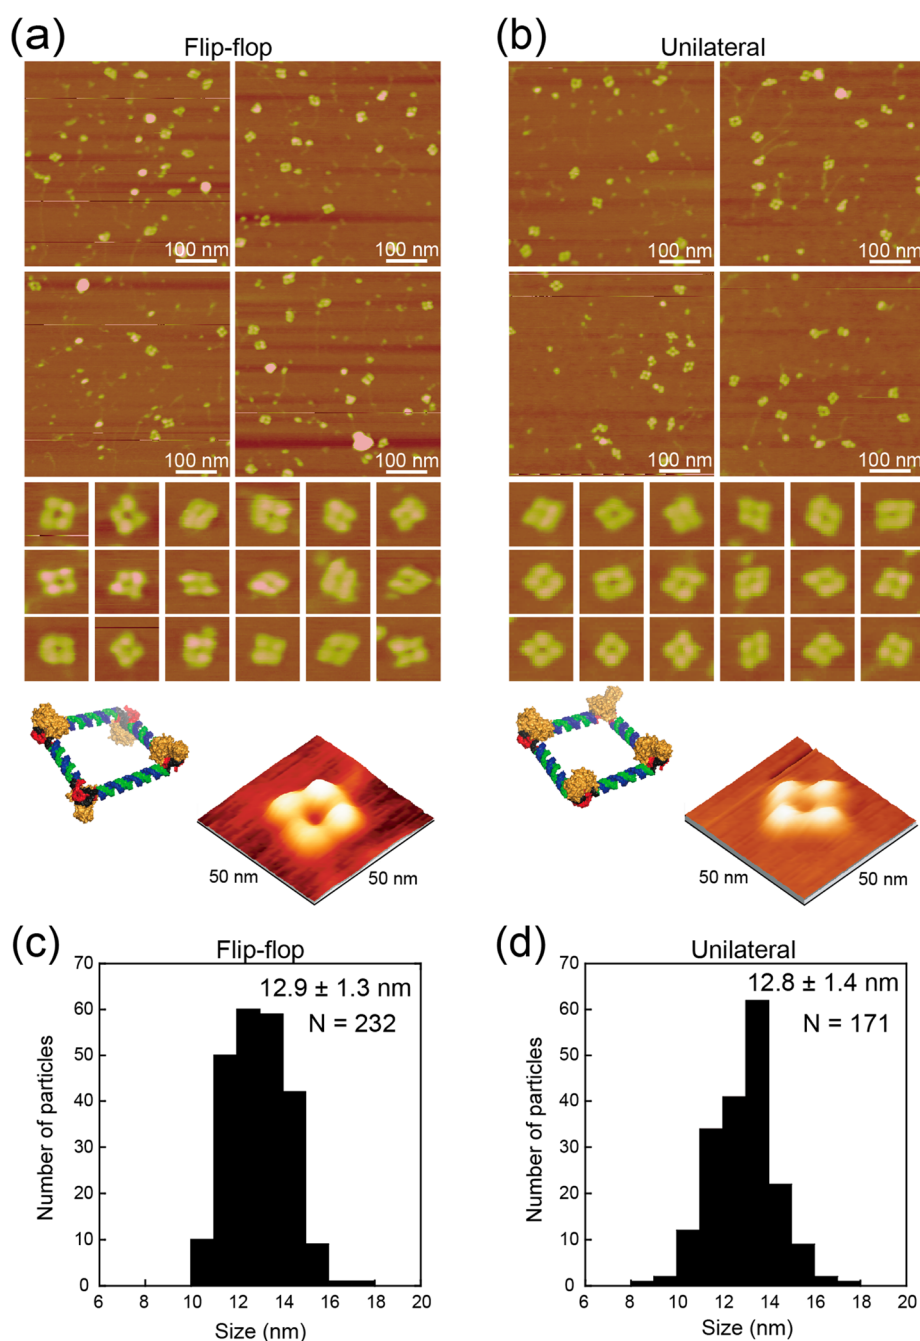 (a)
Flip-flop
(b)
Unilateral
100 nm
100 nm
100 nm
100 nm
100 nm
100 nm
100 nm
100 nm
50 nm
50 nm
50 nm
50 nm
(c)
Flip-flop
70
60
50
40
30
20
10
0
Number of particles
12.9 ± 1.3 nm
N = 232
6
8
10
12
14
16
18
20
Size (nm)
(d)
Unilateral
70
60
50
40
30
20
10
0
Number of particles
12.8 ± 1.4 nm
N = 171
6
8
10
12
14
16
18
20
Size (nm)